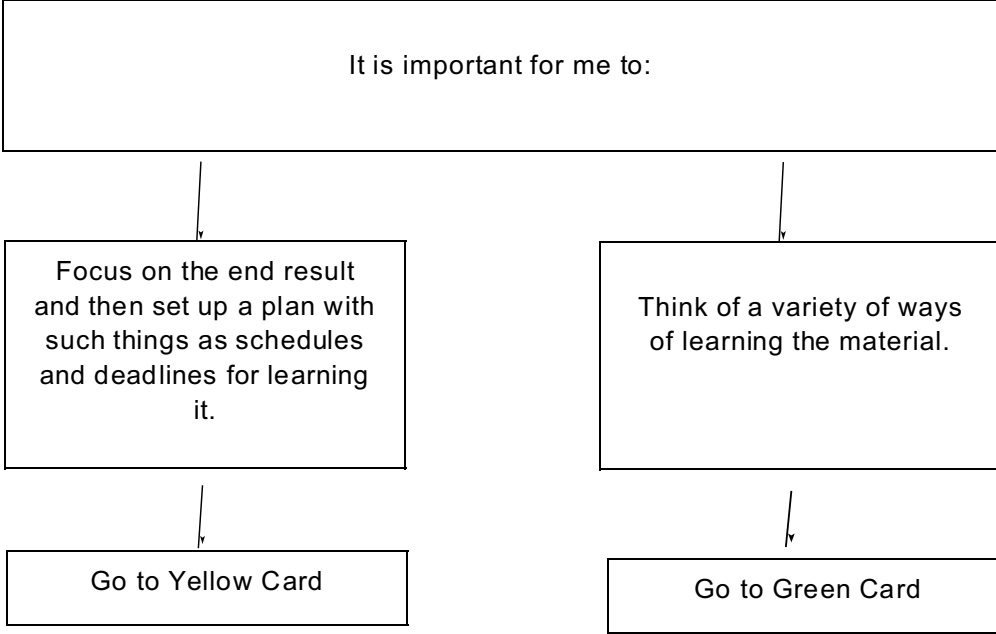 It is important for me to:
Focus on the end result
and then set up a plan with
such things as schedules
and deadlines for learning
it.
Think of a variety of ways
of learning the material.
Go to Yellow Card
Go to Green Card